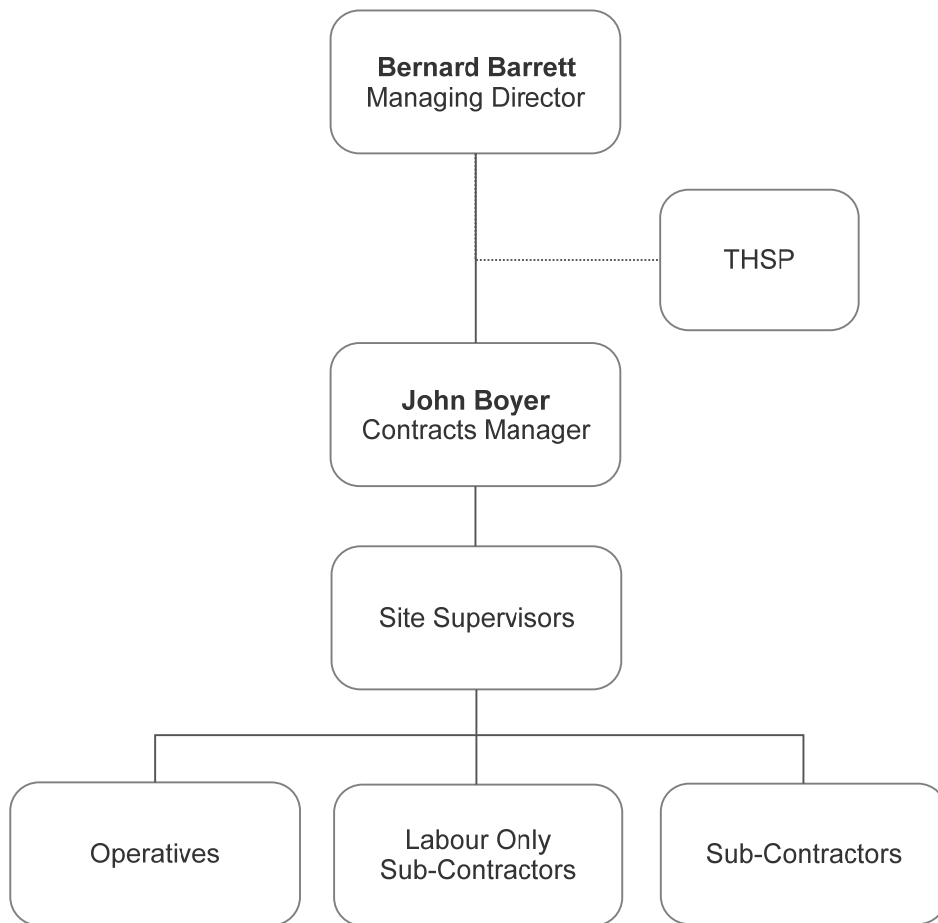 Bernard Barrett
Managing Director
THSP
John Boyer
Contracts Manager
Site Supervisors
Operatives
Labour Only
Sub-Contractors
Sub-Contractors